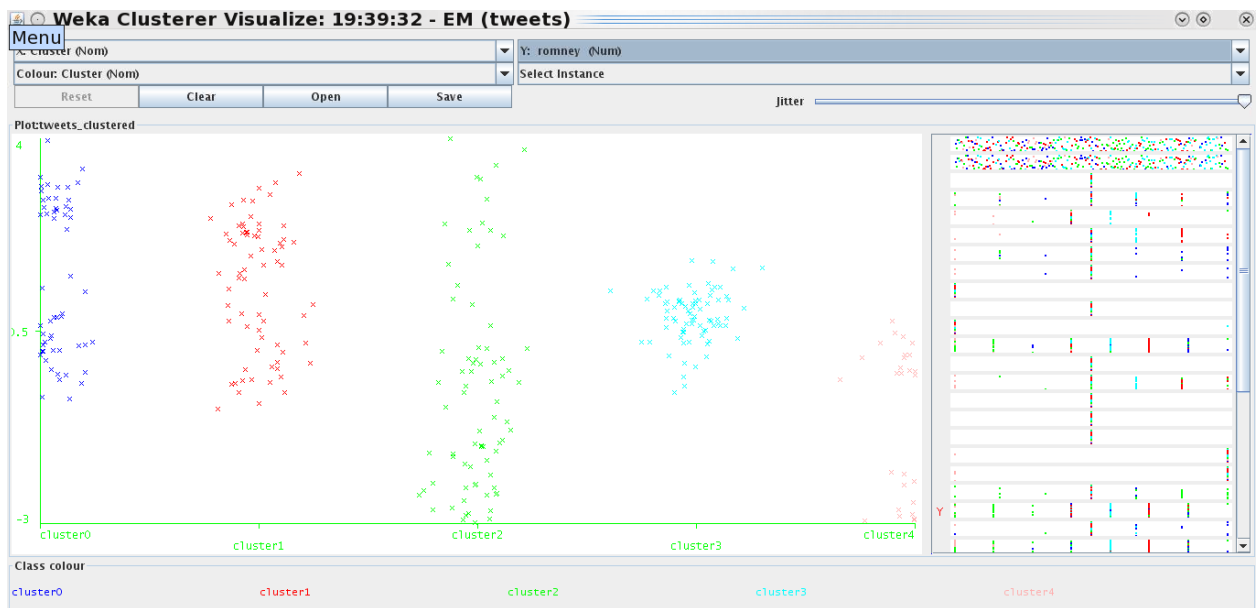 Weka Clusterer Visualize: 19:39:32 - EM (tweets)
Menu
X: Cluster (Nom)
Y: romney (Num)
Colour: Cluster (Nom)
Select Instance
Reset
Clear
Open
Save
Jitter
Plot:tweets_clustered
4
0.5
-3
cluster0
cluster1
cluster2
cluster3
cluster4
Y
Class colour
cluster0
cluster1
cluster2
cluster3
cluster4